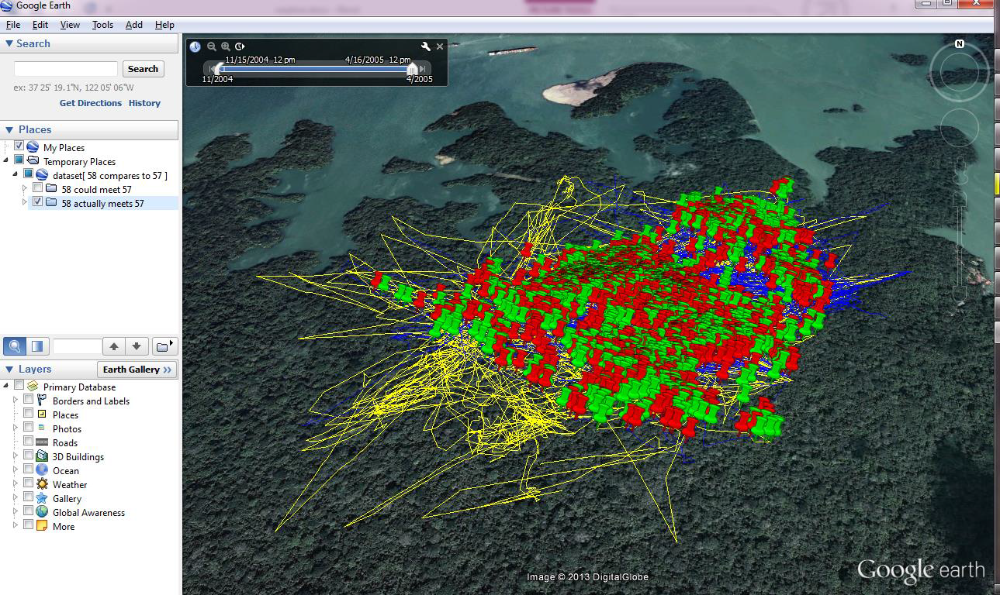 Google Earth
File Edit View Tools Add Help
Search
Search
ex: 37 25' 19.1"N, 122 05' 06"W
Get Directions History
Places
My Places
Temporary Places
dataset[ 58 compares to 57 ]
58 could meet 57
58 actually meets 57
Layers
Earth Gallery >>
Primary Database
Borders and Labels
Places
Photos
Roads
3D Buildings
Ocean
Weather
Gallery
Global Awareness
More
11/15/2004 12 pm 4/16/2005 12 pm
11/2004 4/2005
N
Image © 2013 DigitalGlobe
Google earth